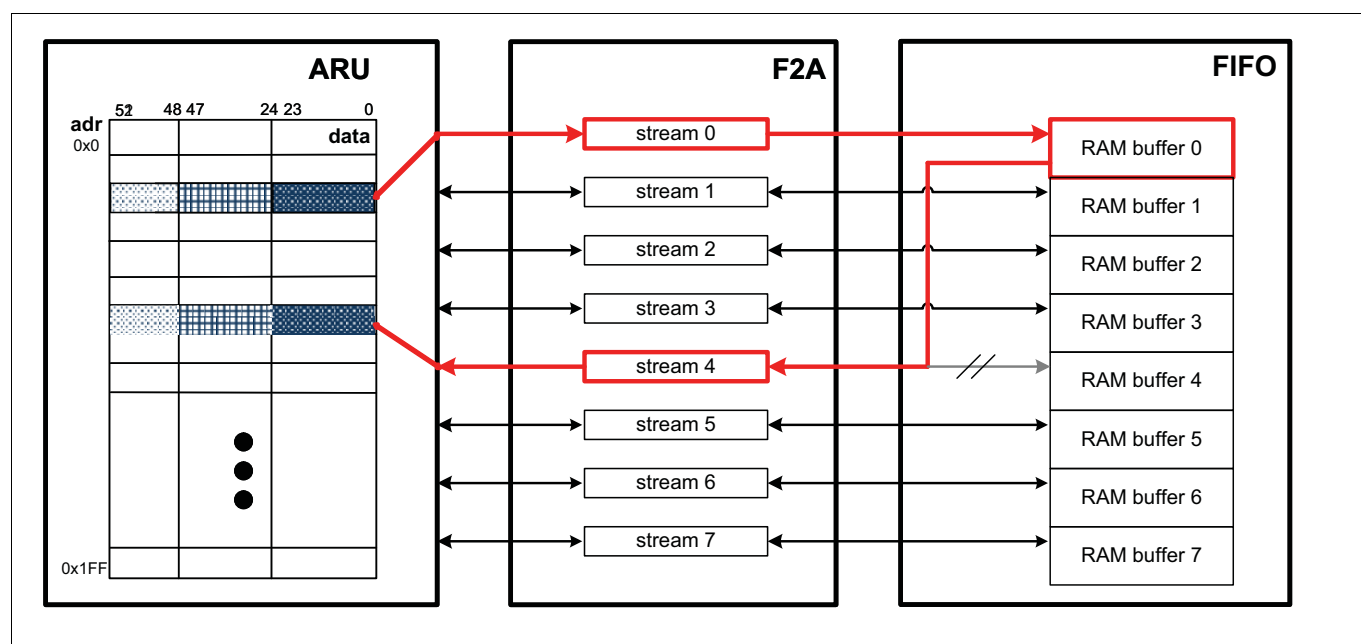 ARU
F2A
FIFO
48 47
24 23
0
adr
0x0
data
stream 0
stream 1
stream 2
stream 3
stream 4
stream 5
stream 6
stream 7
RAM buffer 0
RAM buffer 1
RAM buffer 2
RAM buffer 3
RAM buffer 4
RAM buffer 5
RAM buffer 6
RAM buffer 7
0x1FF